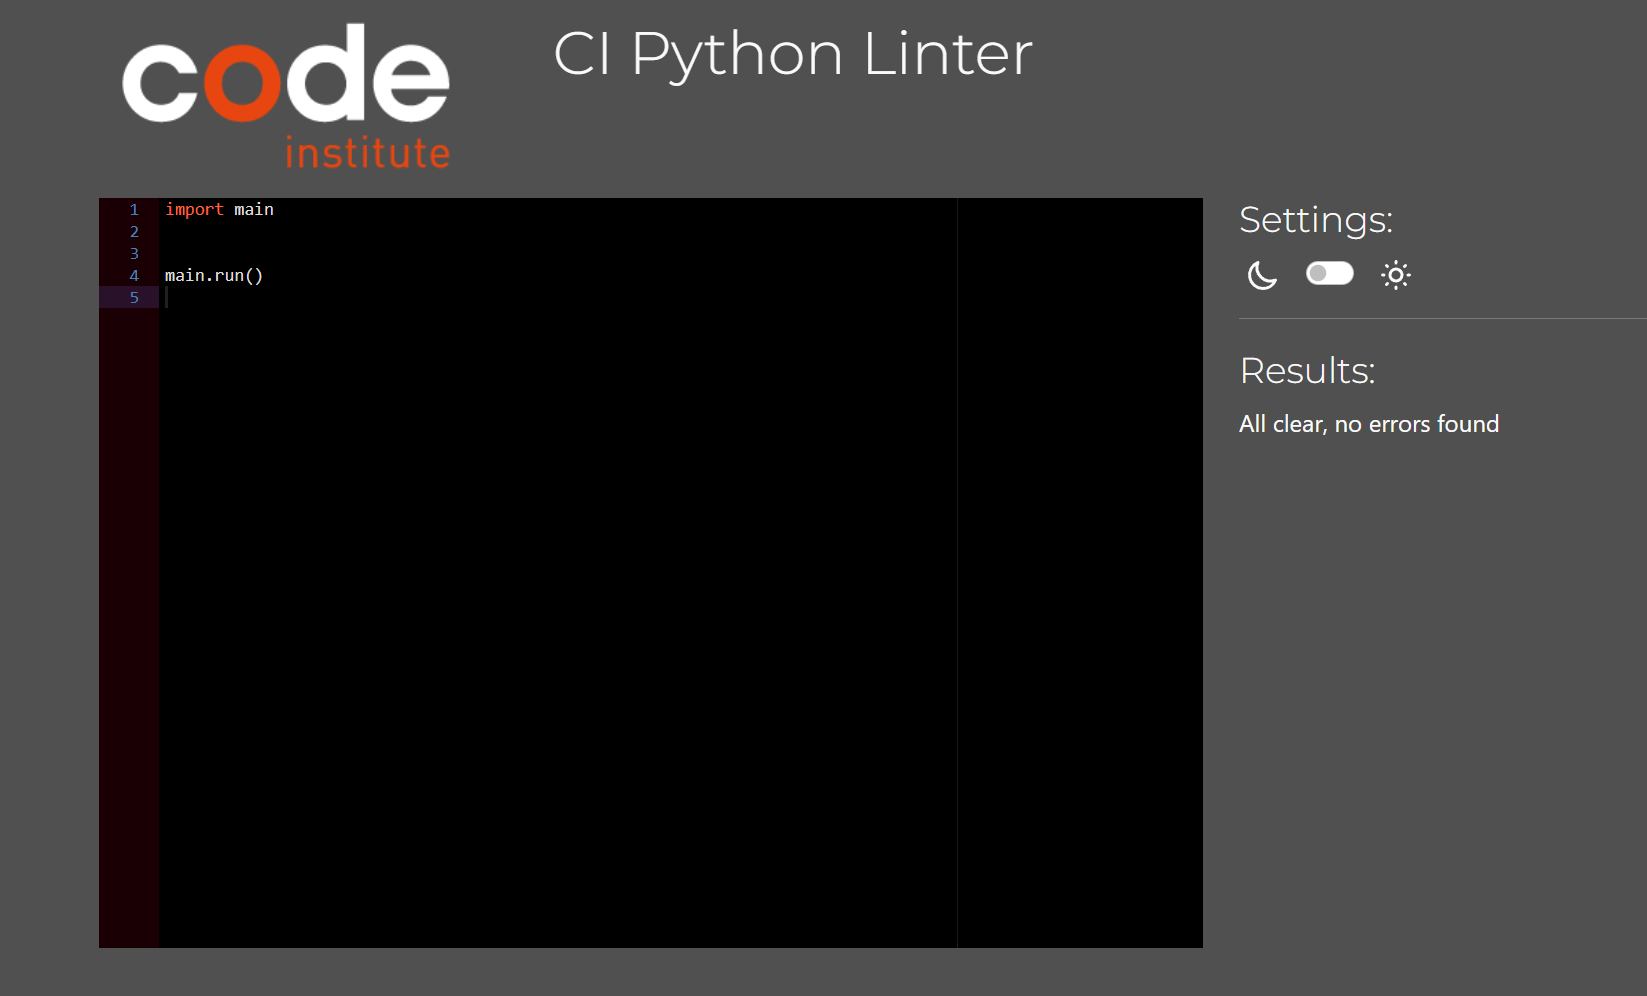 code
institute
CI Python Linter
1 import main
2
3
4 main.run()
5
Settings:
Results:
All clear, no errors found